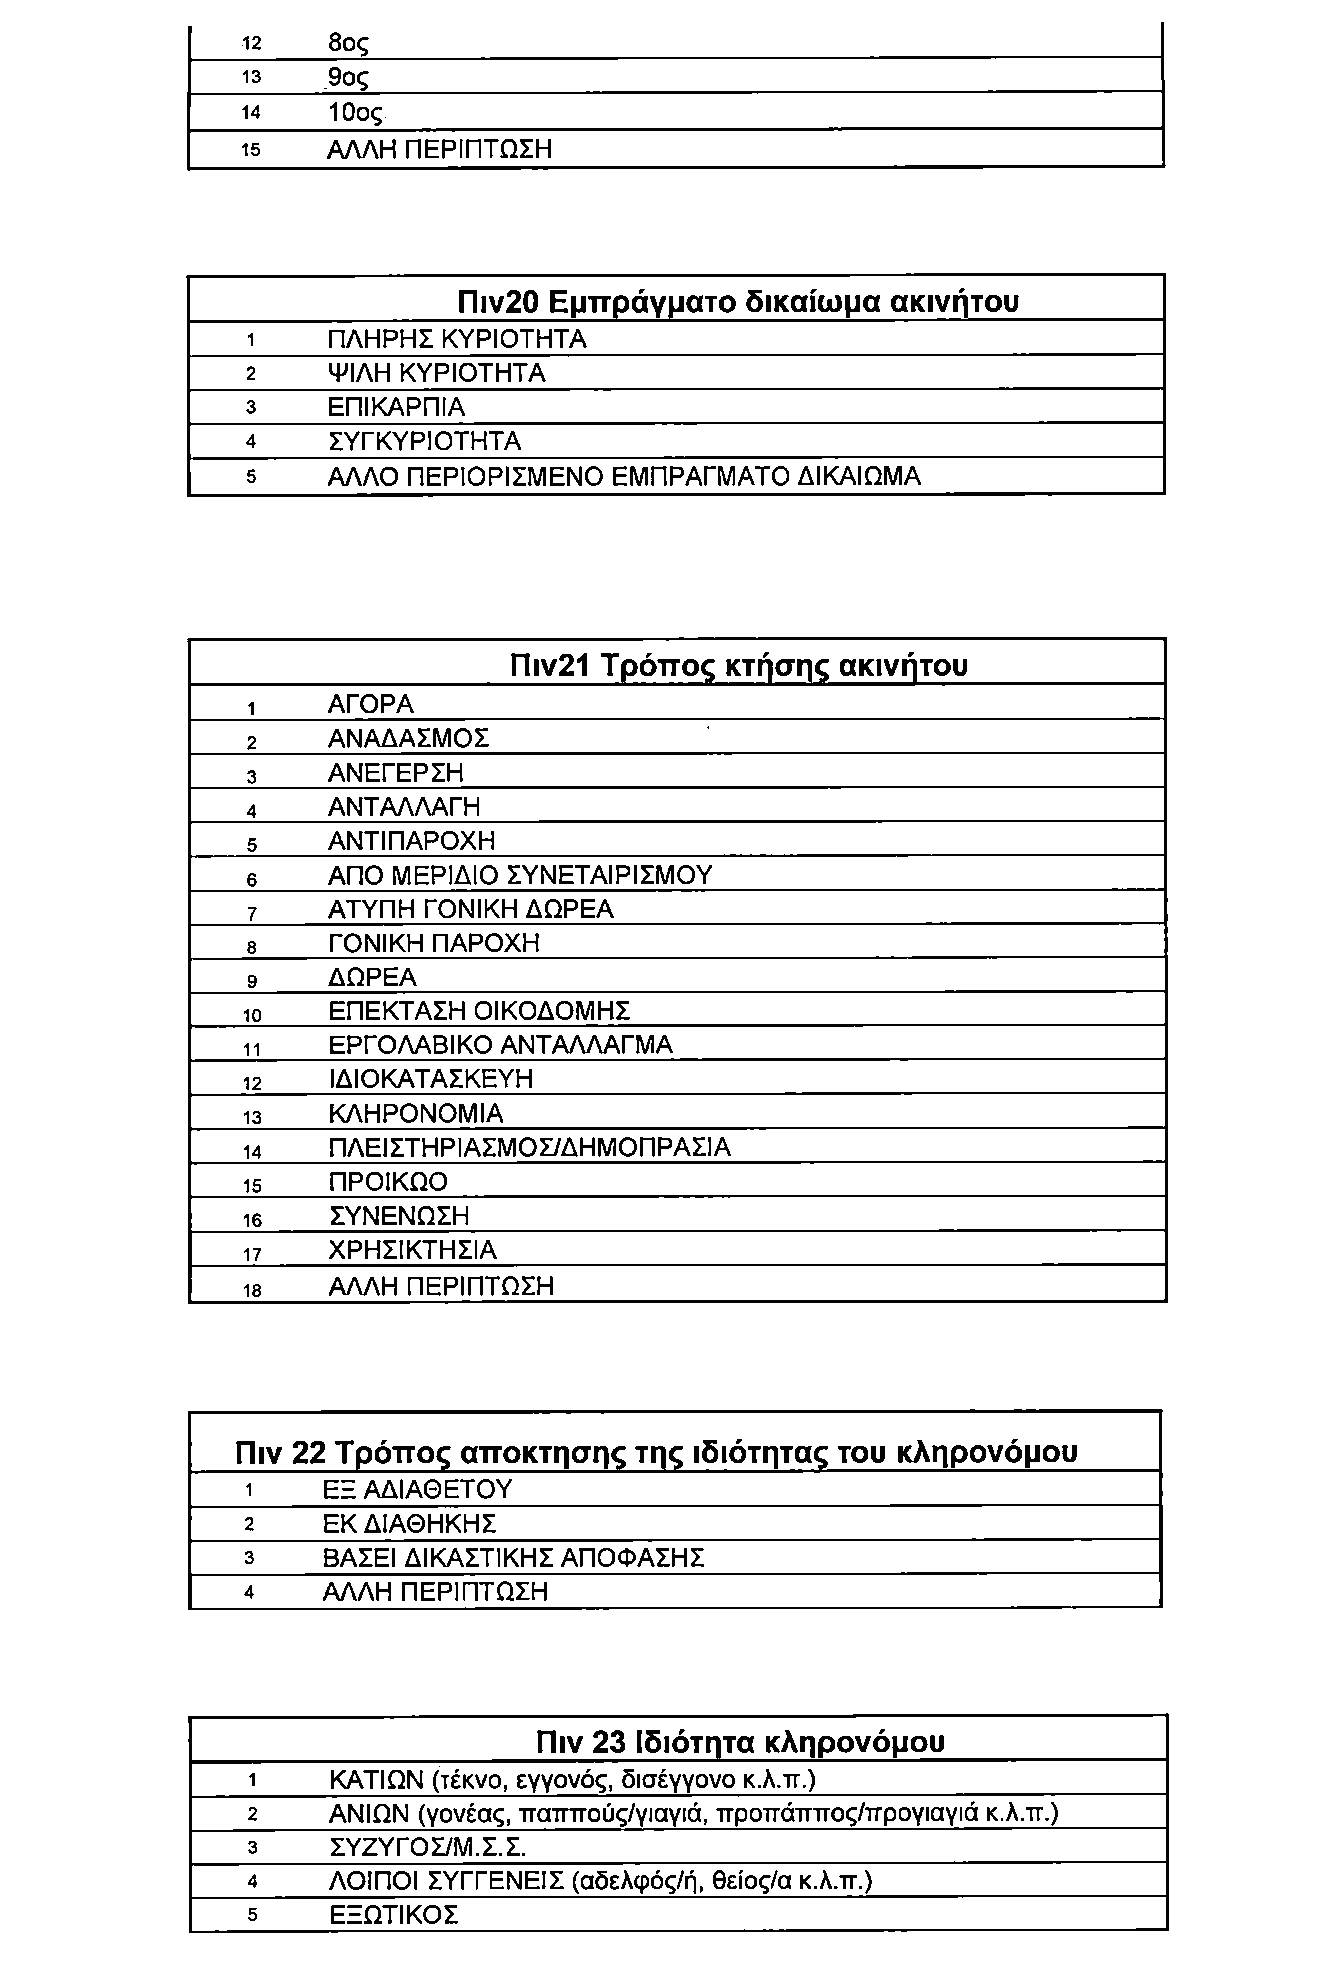 12 8ος
13 9ος
14 10ος
15 ΑΛΛΗ ΠΕΡΙΠΤΩΣΗ
Πιν20 Εμπράγματο δικαίωμα ακινήτου
1 ΠΛΗΡΗΣ ΚΥΡΙΟΤΗΤΑ
2 ΨΙΛΗ ΚΥΡΙΟΤΗΤΑ
3 ΕΠΙΚΑΡΠΙΑ
4 ΣΥΓΚΥΡΙΟΤΗΤΑ
5 ΑΛΛΟ ΠΕΡΙΟΡΙΣΜΕΝΟ ΕΜΠΡΑΓΜΑΤΟ ΔΙΚΑΙΩΜΑ
Πιν21 Τρόπος κτήσης ακινήτου
1 ΑΓΟΡΑ
2 ΑΝΑΔΑΣΜΟΣ
3 ΑΝΕΓΕΡΣΗ
4 ΑΝΤΑΛΛΑΓΗ
5 ΑΝΤΙΠΑΡΟΧΗ
6 ΑΠΟ ΜΕΡΙΔΙΟ ΣΥΝΕΤΑΙΡΙΣΜΟΥ
7 ΑΤΥΠΗ ΓΟΝΙΚΗ ΔΩΡΕΑ
8 ΓΟΝΙΚΗ ΠΑΡΟΧΗ
9 ΔΩΡΕΑ
10 ΕΠΕΚΤΑΣΗ ΟΙΚΟΔΟΜΗΣ
11 ΕΡΓΟΛΑΒΙΚΟ ΑΝΤΑΛΛΑΓΜΑ
12 ΙΔΙΟΚΑΤΑΣΚΕΥΗ
13 ΚΛΗΡΟΝΟΜΙΑ
14 ΠΛΕΙΣΤΗΡΙΑΣΜΟΣ/ΔΗΜΟΠΡΑΣΙΑ
15 ΠΡΟΙΚΩΟ
16 ΣΥΝΕΝΩΣΗ
17 ΧΡΗΣΙΚΤΗΣΙΑ
18 ΑΛΛΗ ΠΕΡΙΠΤΩΣΗ
Πιν 22 Τρόπος αποκτησης της ιδιότητας του κληρονόμου
1 ΕΞ ΑΔΙΑΘΕΤΟΥ
2 ΕΚ ΔΙΑΘΗΚΗΣ
3 ΒΑΣΕΙ ΔΙΚΑΣΤΙΚΗΣ ΑΠΟΦΑΣΗΣ
4 ΑΛΛΗ ΠΕΡΙΠΤΩΣΗ
Πιν 23 Ιδιότητα κληρονόμου
1 ΚΑΤΙΩΝ (τέκνο, εγγονός, δισέγγονο κ.λ.π.)
2 ΑΝΙΩΝ (γονέας, παππούς/γιαγιά, προπάππος/προγιαγιά κ.λ.π.)
3 ΣΥΖΥΓΟΣ/Μ.Σ.Σ.
4 ΛΟΙΠΟΙ ΣΥΓΓΕΝΕΙΣ (αδελφός/ή, θείος/α κ.λ.π.)
5 ΕΞΩΤΙΚΟΣ